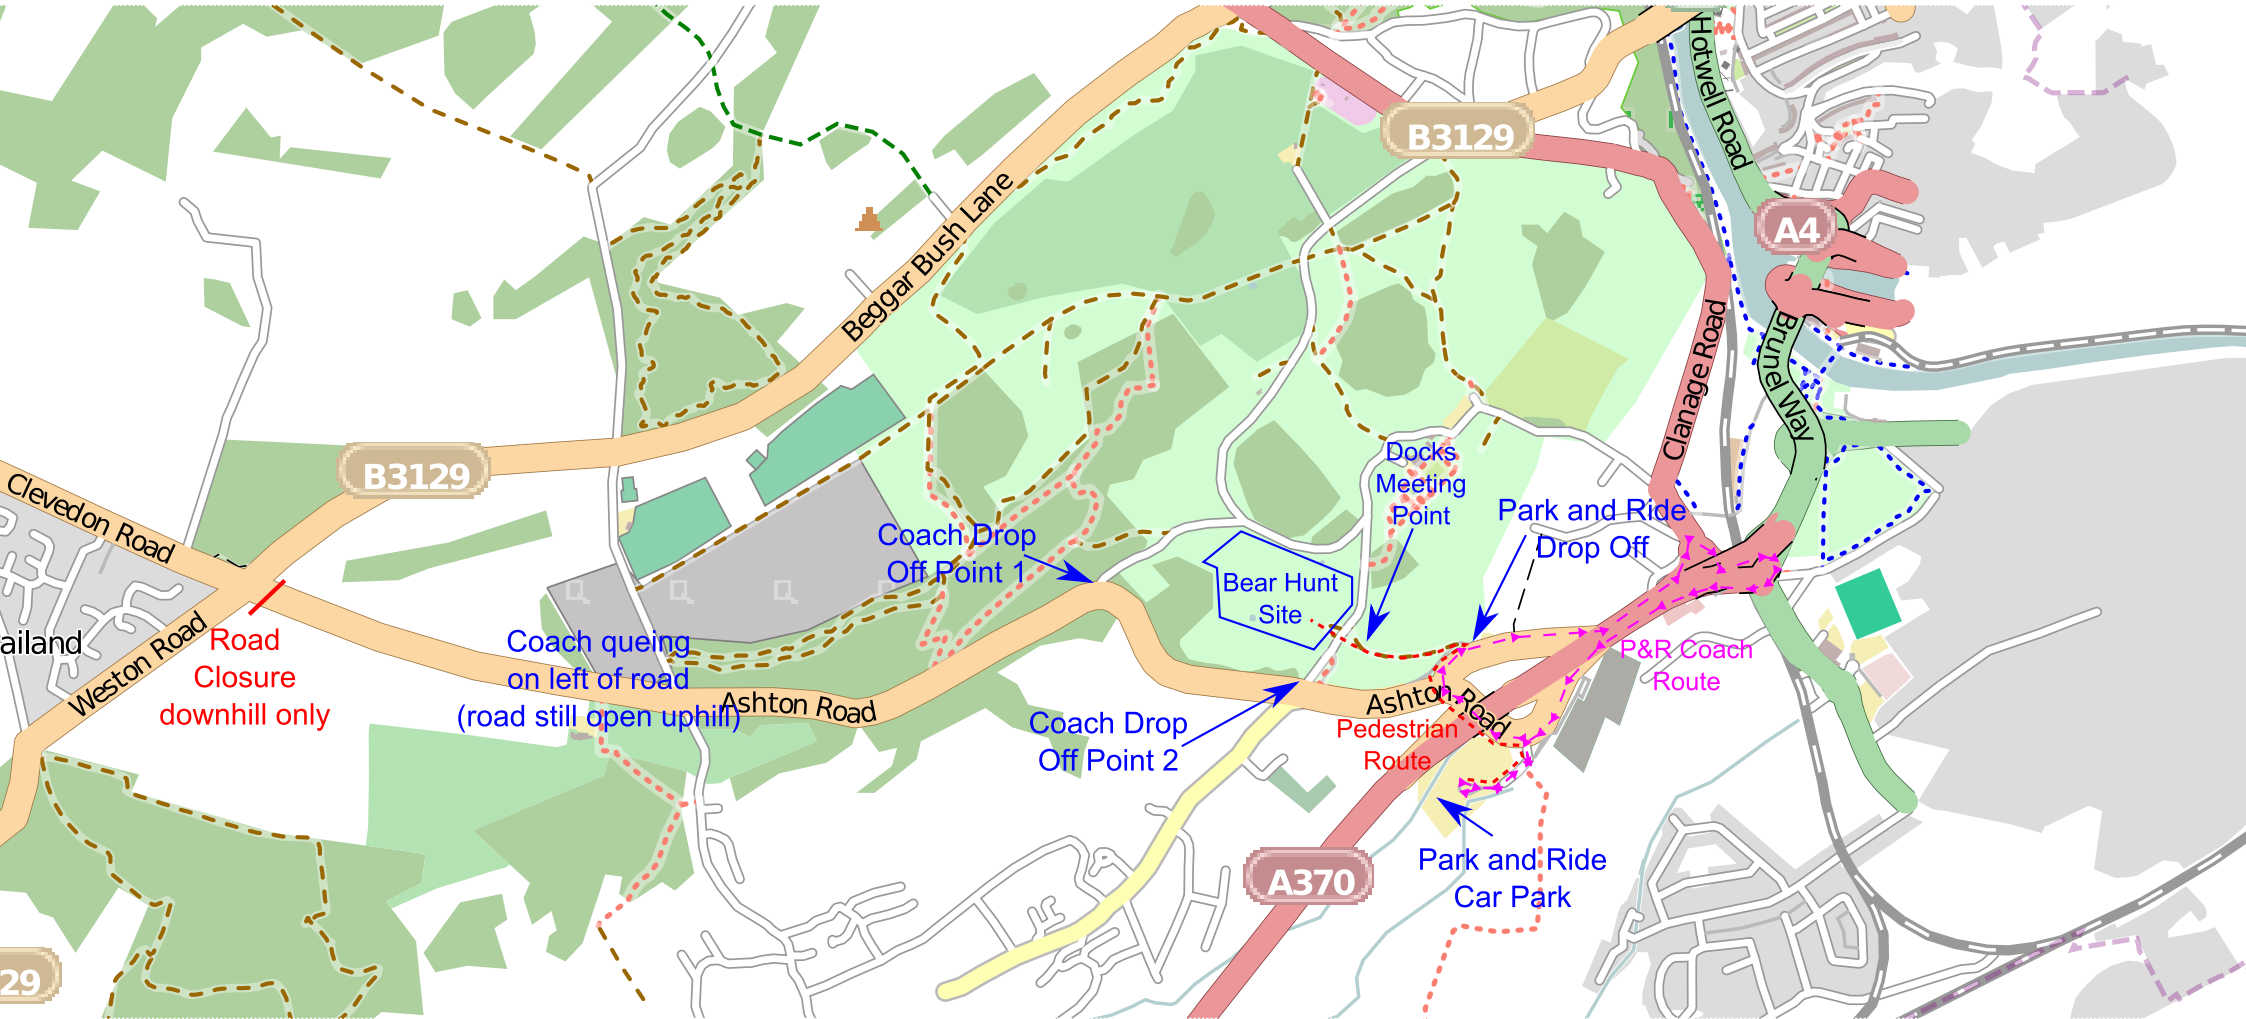 Hotwell Road
B3129
A4
Beggar Bush Lane
Clanage Road
Brunel Way
B3129
Clevedon Road
Docks
Meeting
Point
Park and Ride
Drop Off
Coach Drop
Off Point 1
Bear Hunt
Site
ailand
Weston Road
Road
Closure
downhill only
Coach queing
on left of road
(road still open uphill)
Ashton Road
P&R Coach
Route
Coach Drop
Off Point 2
Ashton Road
Pedestrian
Route
A370
Park and Ride
Car Park
29